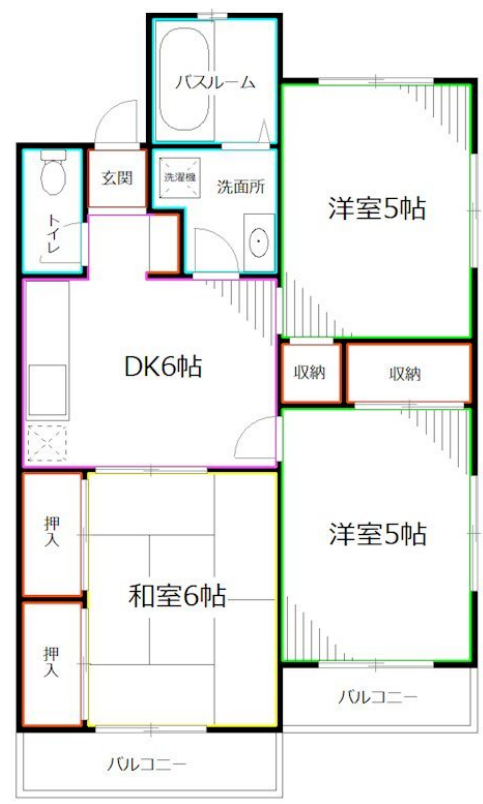 バスルーム
玄関
洗濯機
洗面所
トイレ
洋室5帖
DK6帖
収納
収納
押入
和室6帖
洋室5帖
押入
バルコニー
バルコニー